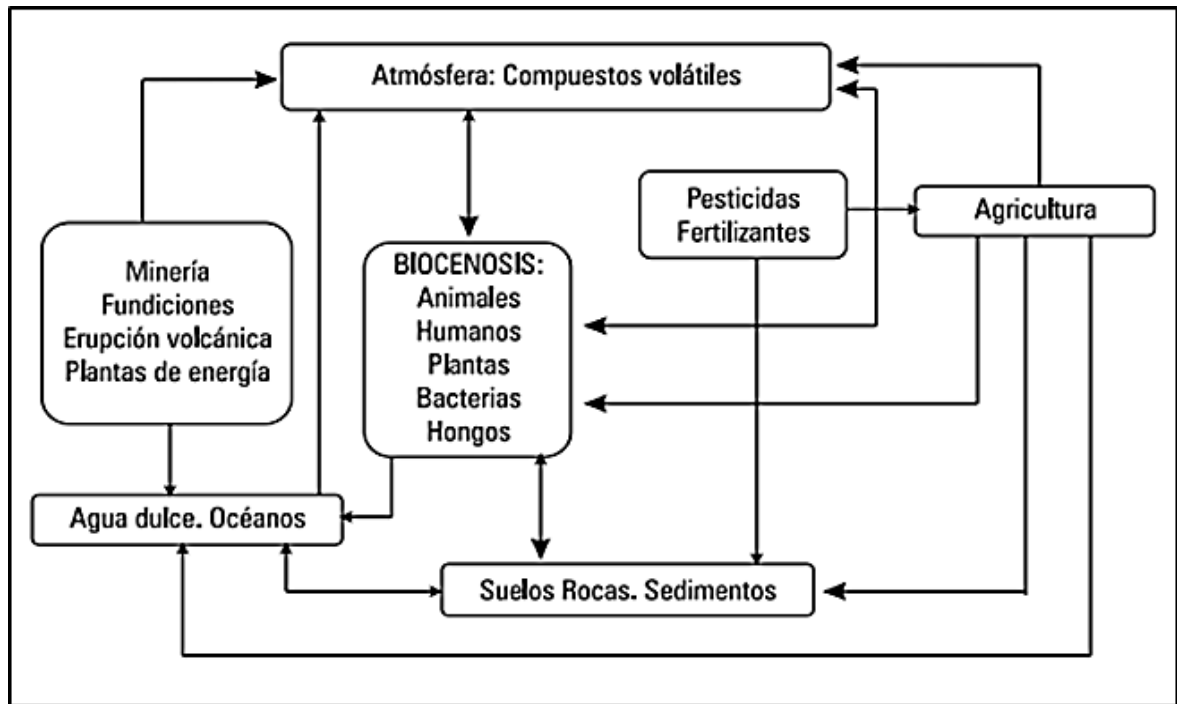 Atmósfera: Compuestos volátiles
Pesticidas
Fertilizantes
Agricultura
Minería
Fundiciones
Erupción volcánica
Plantas de energía
BIOCENOSIS:
Animales
Humanos
Plantas
Bacterias
Hongos
Agua dulce. Océanos
Suelos Rocas. Sedimentos